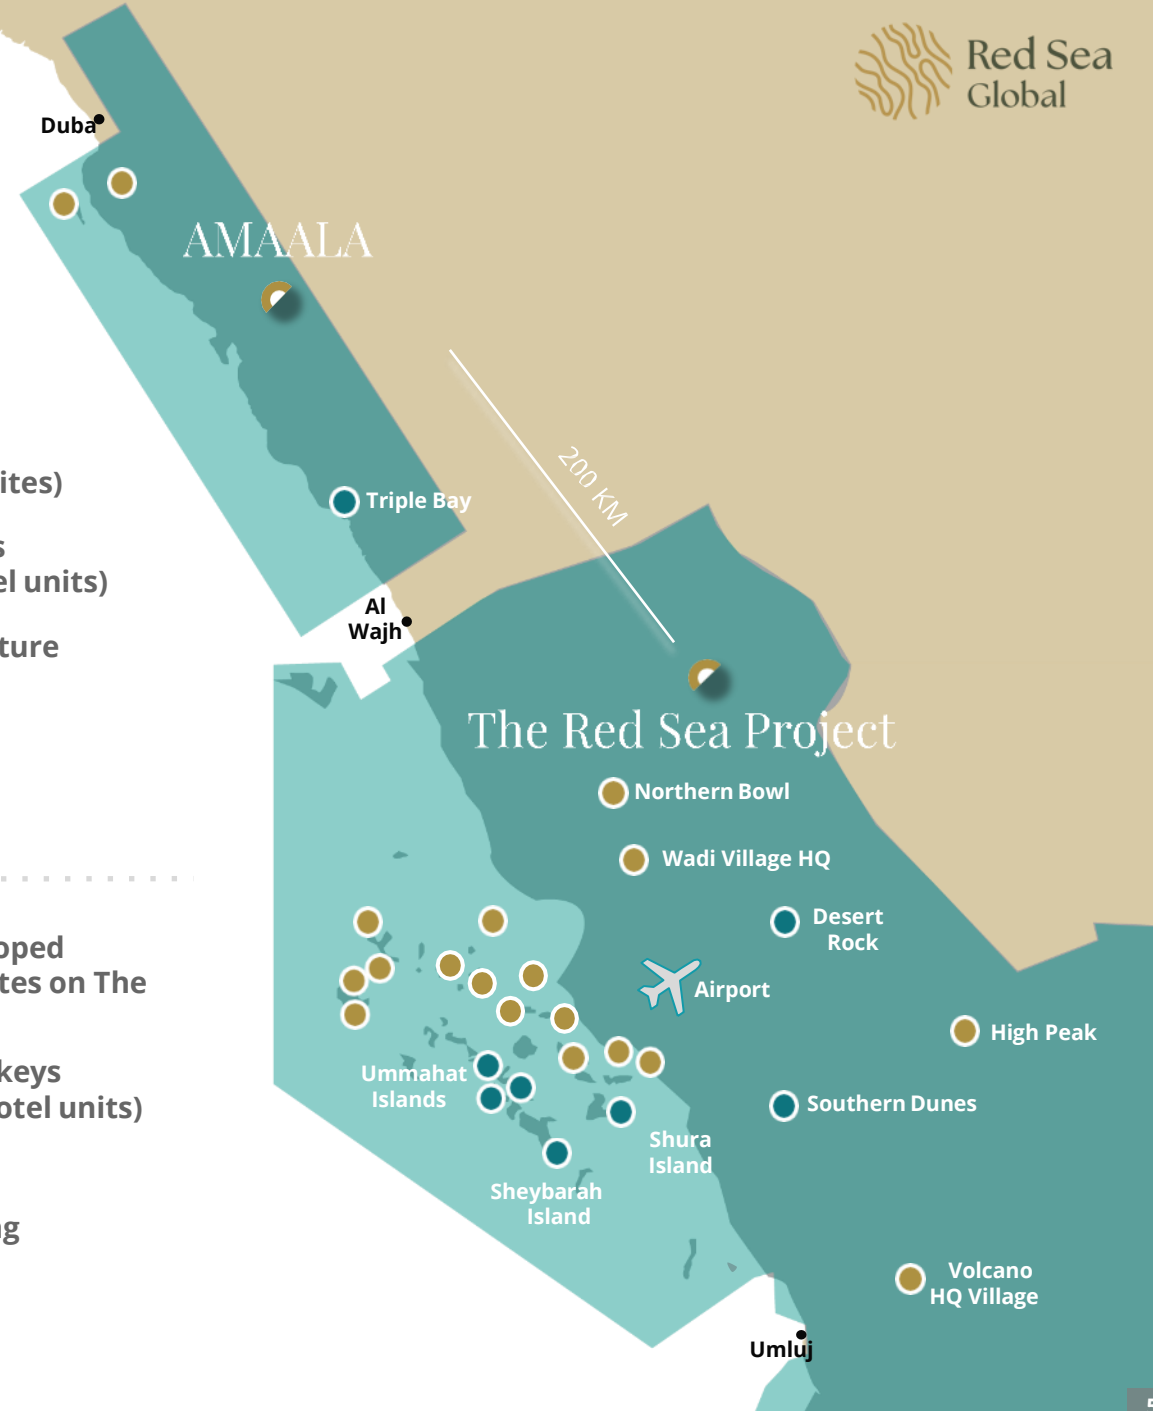 Red Sea
Global
Duba
AMAALA
200 KM
ites)
Triple Bay
s
el units)
Al
Wajh
ture
The Red Sea Project
Northern Bowl
Wadi Village HQ
Desert
Rock
oped
tes on The
Airport
High Peak
keys
otel units)
Ummahat
Islands
Southern Dunes
Shura
Island
Sheybarah
Island
g
Volcano
HQ Village
Umluj